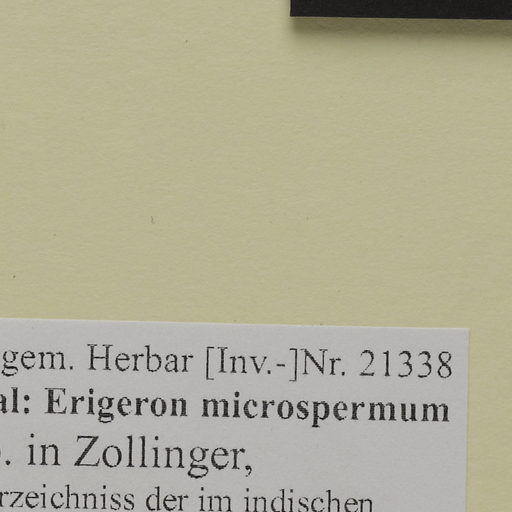 gem. Herbar [Inv.-]Nr. 21338
al: Erigeron microspermum
. in Zollinger,
rzeichniss der im indischen